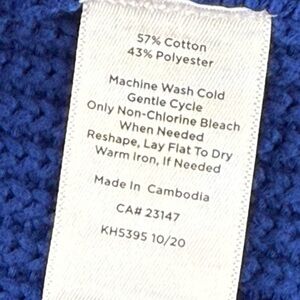 57% Cotton
43% Polyester
Machine Wash Cold
Gentle Cycle
Only Non-Chlorine Bleach
When Needed
Reshape, Lay Flat To Dry
Warm Iron, If Needed
Made In Cambodia
CA# 23147
KH5395 10/20